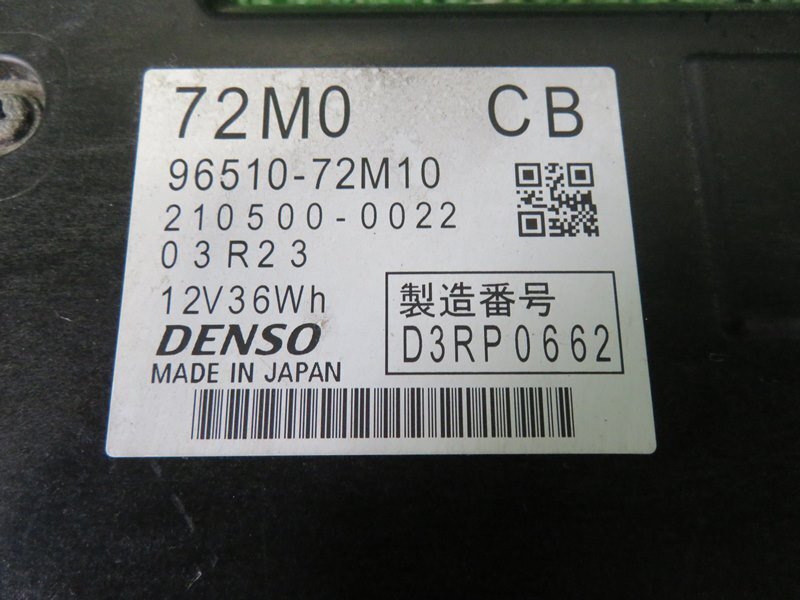 72M0 CB
96510-72M10
210500-0022
03R23
12V36Wh
製造番号
DENSO
D3RP0662
MADE IN JAPAN